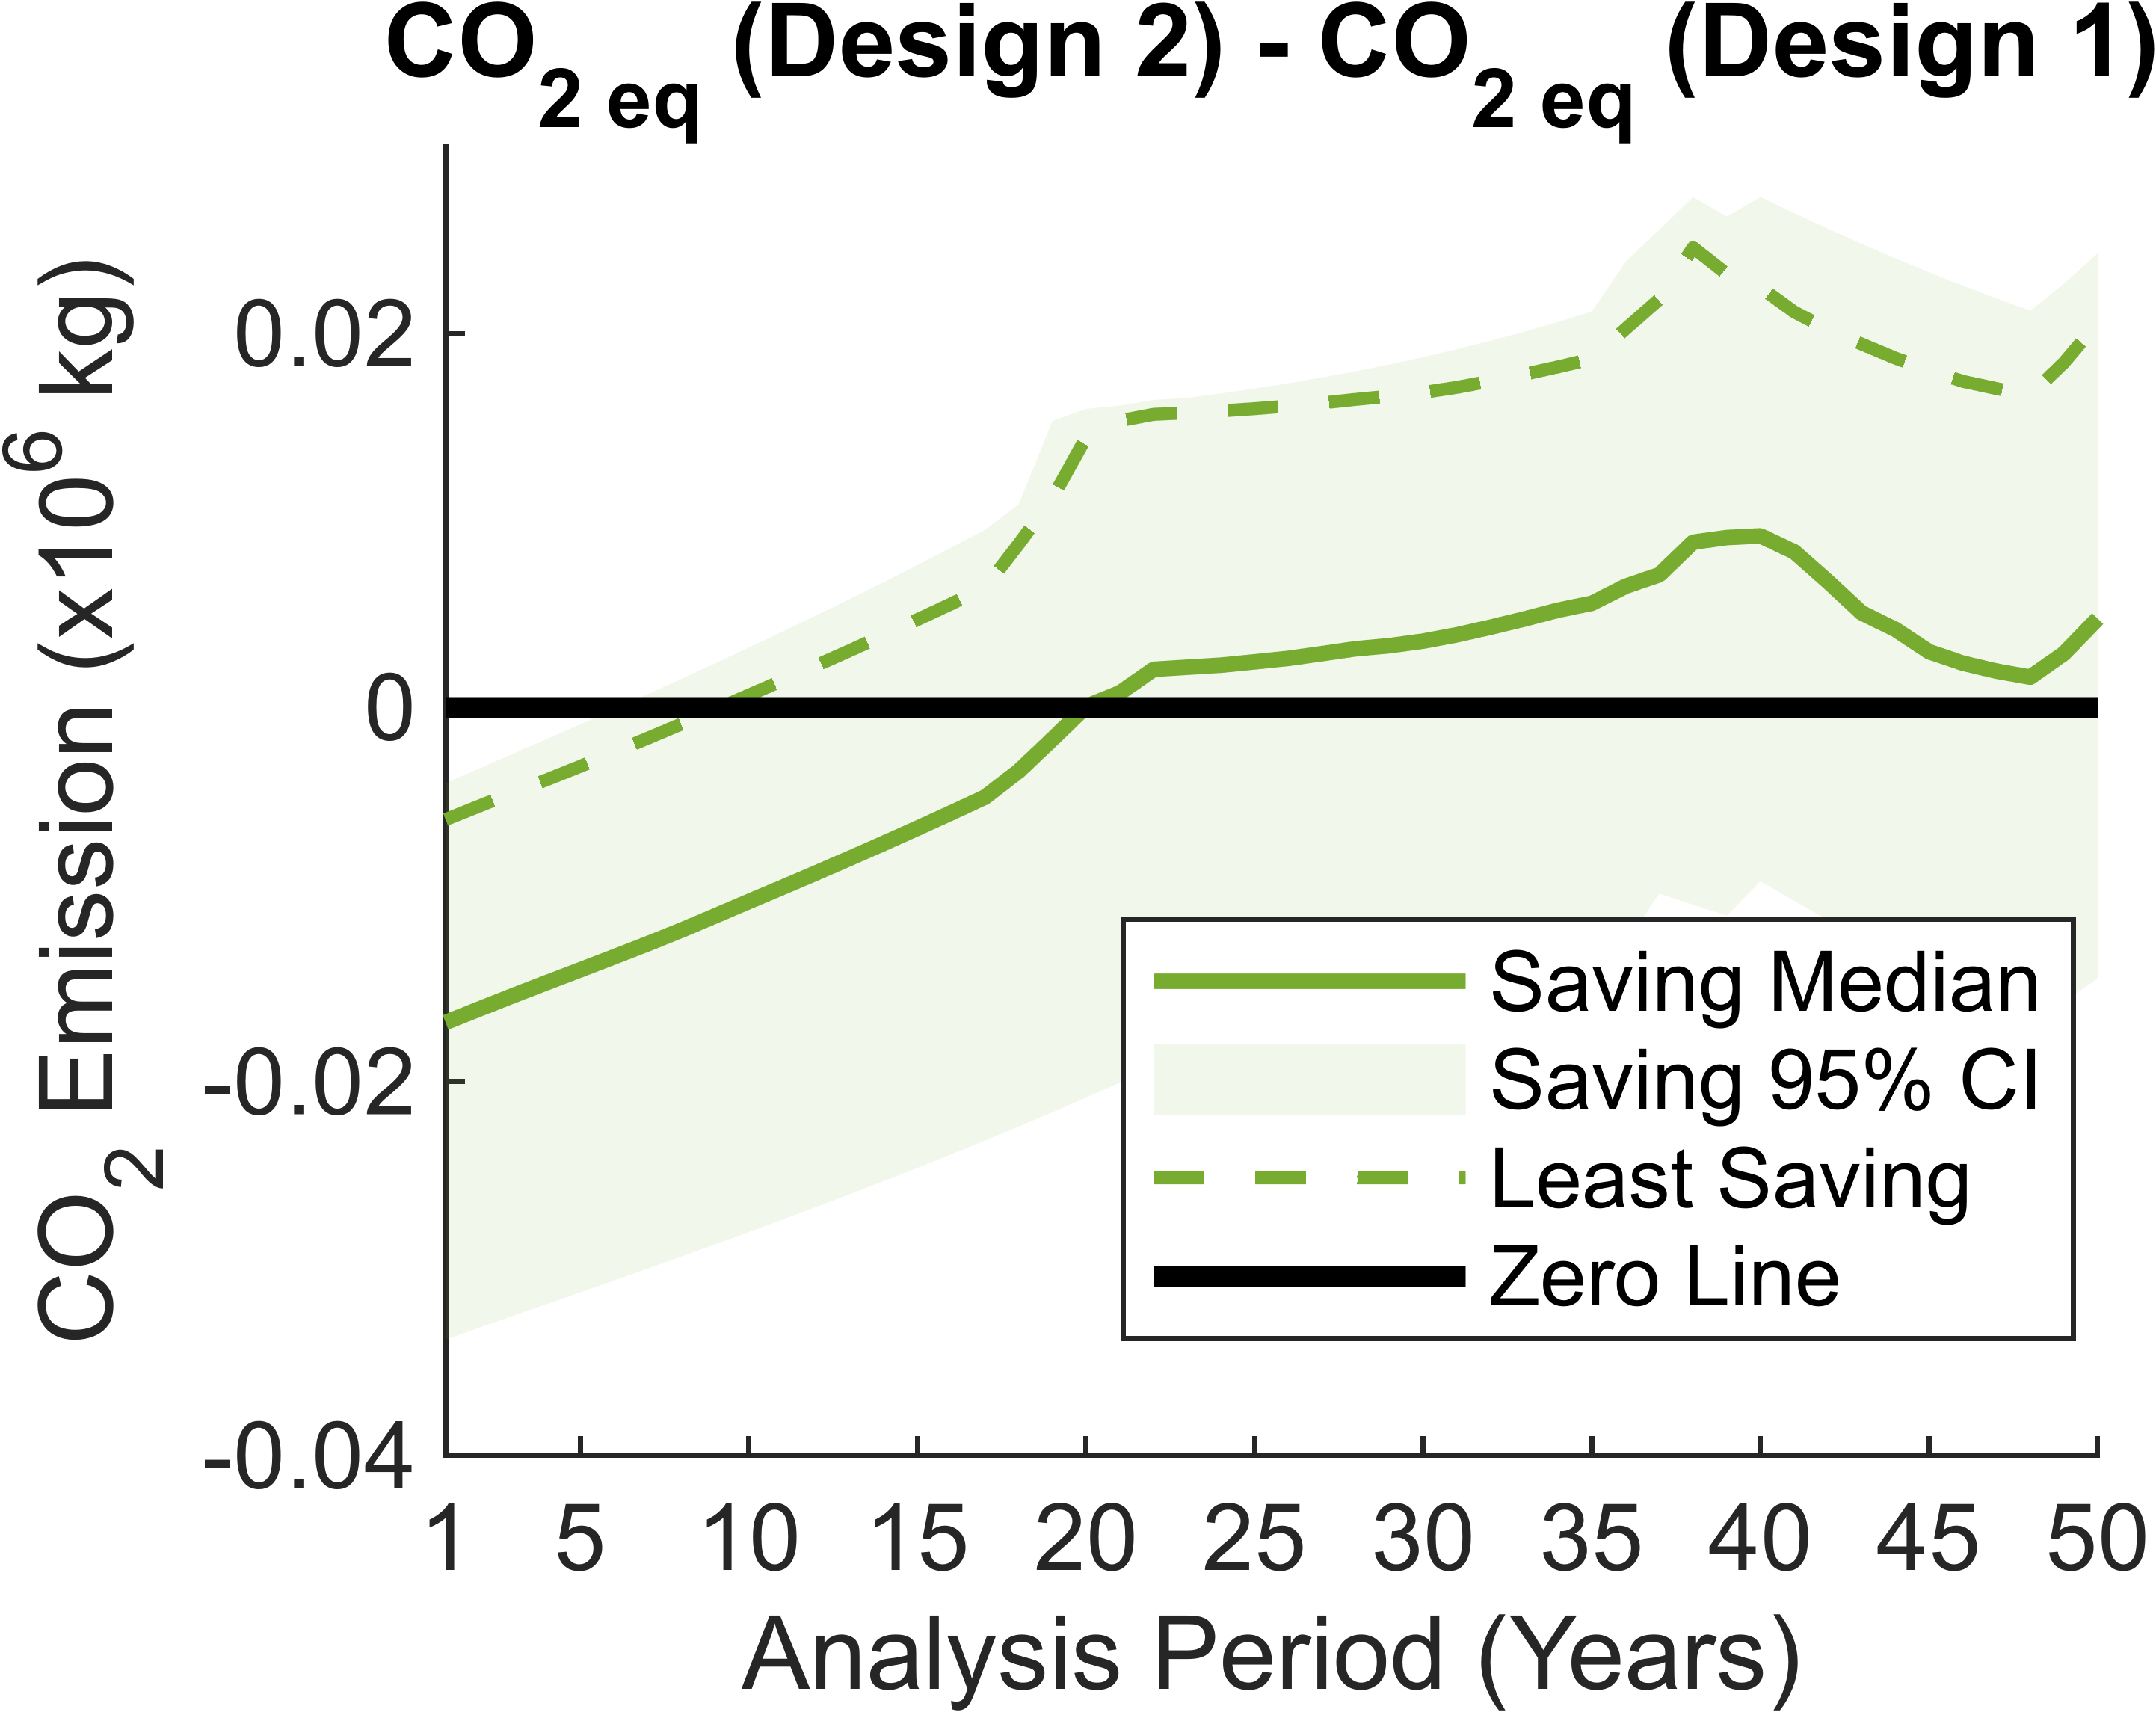 CO2 eq (Design 2) - CO2 eq (Design 1)
CO2 Emission (x10^6 kg)
0.02
0
-0.02
-0.04
Saving Median
Saving 95% CI
Least Saving
Zero Line
1 5 10 15 20 25 30 35 40 45 50
Analysis Period (Years)